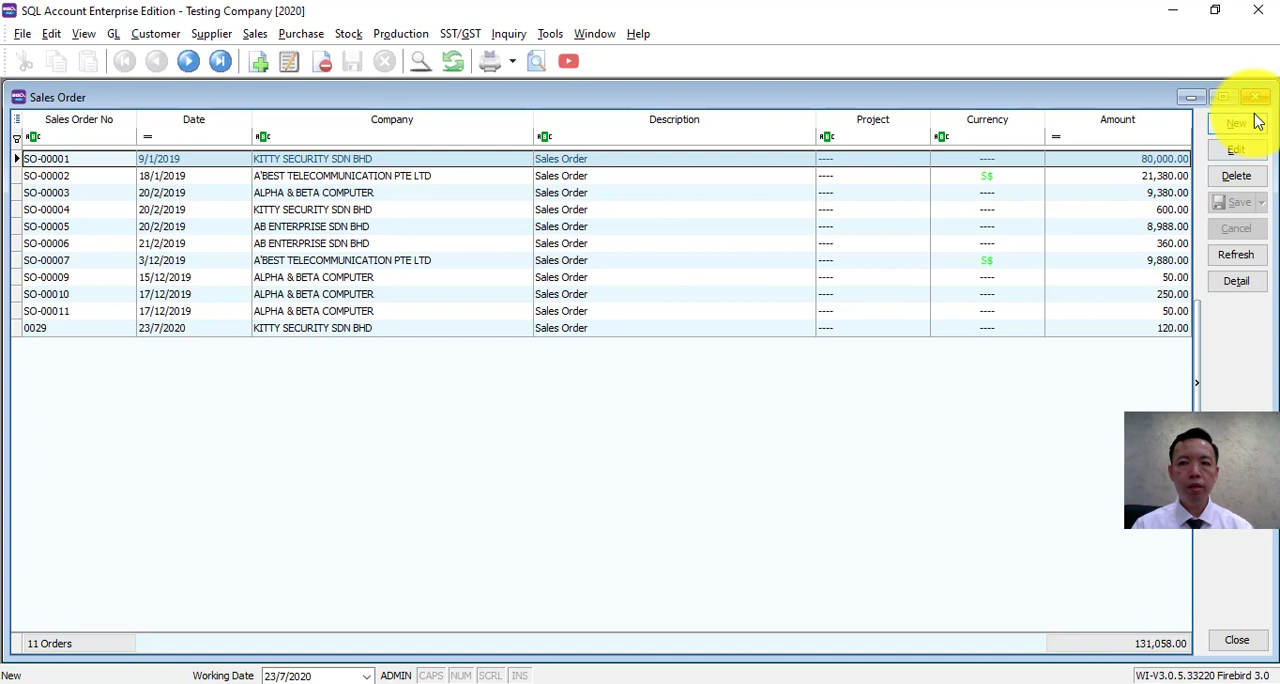 SQL Account Enterprise Edition - Testing Company [2020]
File Edit View GL Customer Supplier Sales Purchase Stock Production SST/GST Inquiry Tools Window Help
Sales Order
Sales Order No Date Company Description Project Currency Amount
SO-00001 9/1/2019 KITTY SECURITY SDN BHD Sales Order ---- ---- 80,000.00
SO-00002 18/1/2019 A'BEST TELECOMMUNICATION PTE LTD Sales Order ---- S$ 21,380.00
SO-00003 20/2/2019 ALPHA & BETA COMPUTER Sales Order ---- ---- 9,380.00
SO-00004 20/2/2019 KITTY SECURITY SDN BHD Sales Order ---- ---- 600.00
SO-00005 20/2/2019 AB ENTERPRISE SDN BHD Sales Order ---- ---- 8,988.00
SO-00006 21/2/2019 AB ENTERPRISE SDN BHD Sales Order ---- ---- 360.00
SO-00007 3/12/2019 A'BEST TELECOMMUNICATION PTE LTD Sales Order ---- S$ 9,880.00
SO-00009 15/12/2019 ALPHA & BETA COMPUTER Sales Order ---- ---- 50.00
SO-00010 17/12/2019 ALPHA & BETA COMPUTER Sales Order ---- ---- 250.00
SO-00011 17/12/2019 ALPHA & BETA COMPUTER Sales Order ---- ---- 50.00
0029 23/7/2020 KITTY SECURITY SDN BHD Sales Order ---- ---- 120.00
11 Orders 131,058.00
New
Edit
Delete
Save
Cancel
Refresh
Detail
Close
New Working Date 23/7/2020 ADMIN CAPS NUM SCRL INS WI-V3.0.5.33220 Firebird 3.0